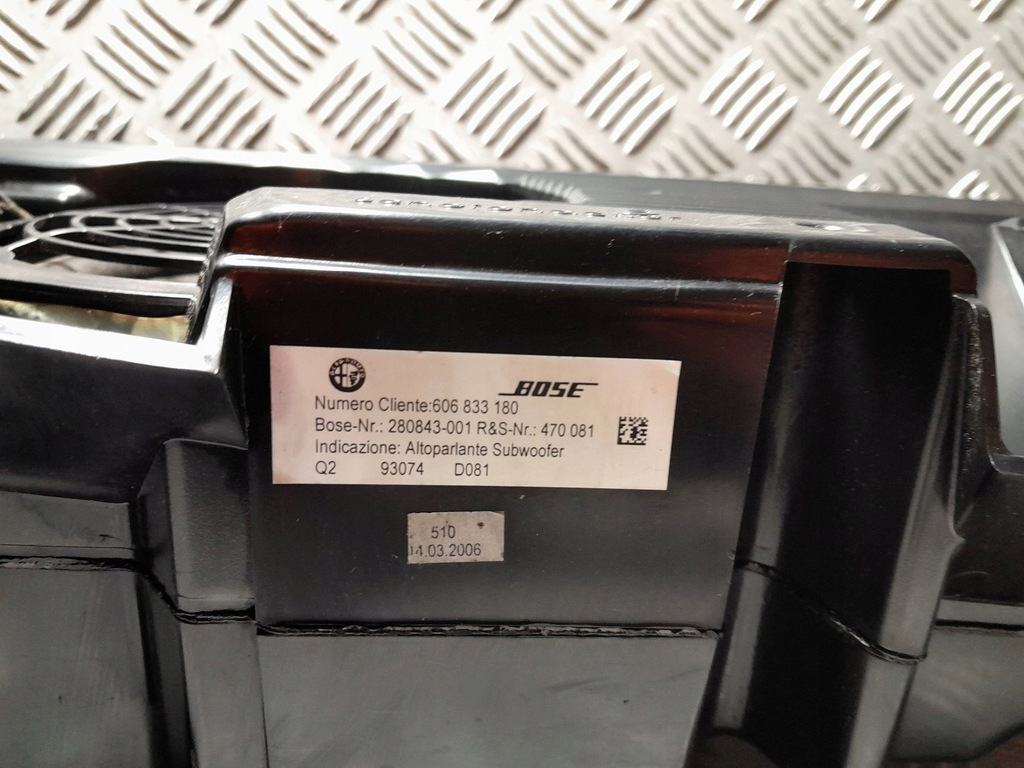 BOSE
Numero Cliente:606 833 180
Bose-Nr.: 280843-001 R&S-Nr.: 470 081
Indicazione: Altoparlante Subwoofer
Q2 93074 D081
510
14.03.2006